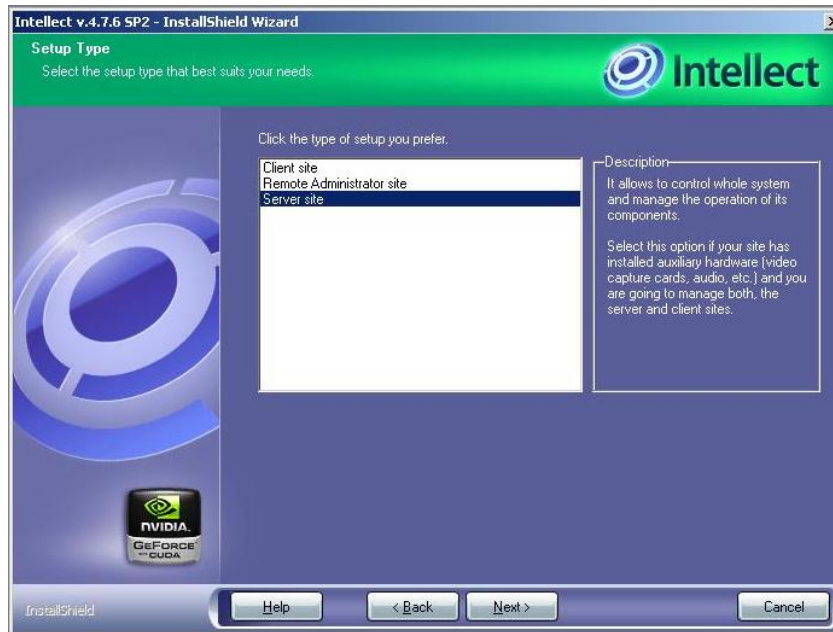 Intellect v.4.7.6 SP2 - InstallShield Wizard
Setup Type
Select the setup type that best suits your needs.
Intellect
Click the type of setup you prefer.
Client site
Remote Administrator site
Server site
Description
It allows to control whole system
and manage the operation of its
components.
Select this option if your site has
installed auxiliary hardware (video
capture cards, audio, etc.) and you
are going to manage both, the
server and client sites.
NVIDIA.
GEFORCE
WITH CUDA
InstallShield
Help
< Back
Next >
Cancel